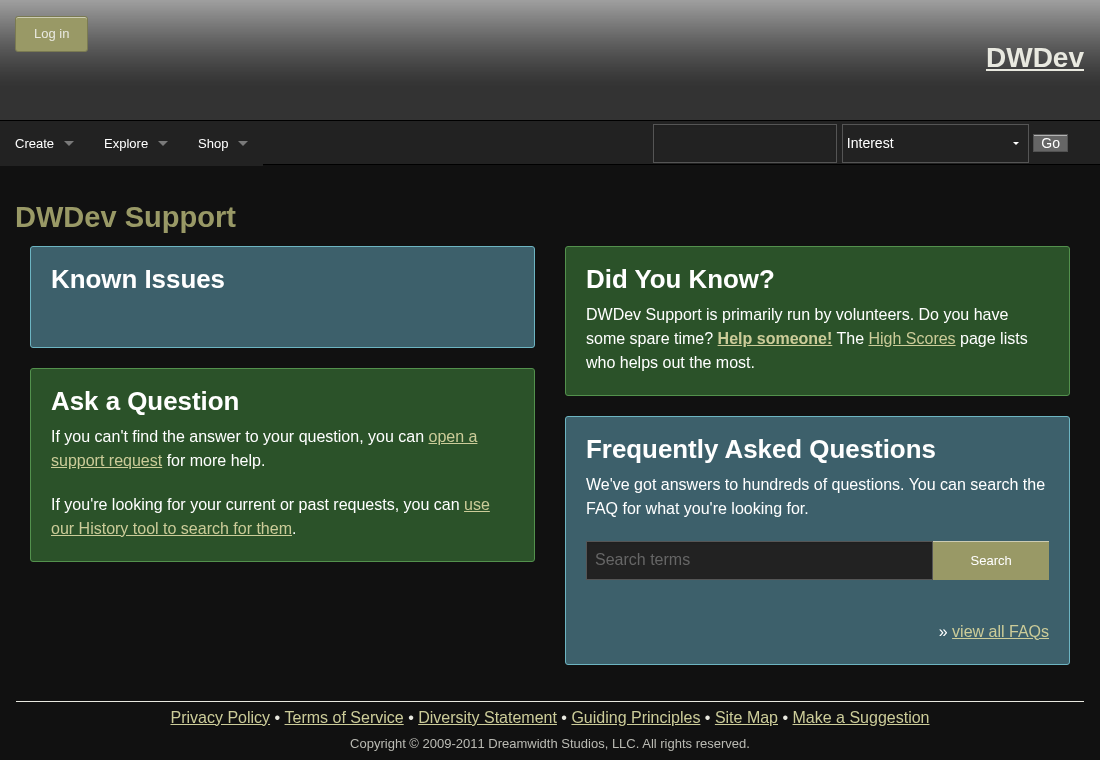 Log in
DWDev
Create
Explore
Shop
Interest
Go
DWDev Support
Known Issues
Ask a Question
If you can't find the answer to your question, you can open a
support request for more help.
If you're looking for your current or past requests, you can use
our History tool to search for them.
Did You Know?
DWDev Support is primarily run by volunteers. Do you have
some spare time? Help someone! The High Scores page lists
who helps out the most.
Frequently Asked Questions
We've got answers to hundreds of questions. You can search the
FAQ for what you're looking for.
Search terms
Search
» view all FAQs
Privacy Policy • Terms of Service • Diversity Statement • Guiding Principles • Site Map • Make a Suggestion
Copyright © 2009-2011 Dreamwidth Studios, LLC. All rights reserved.